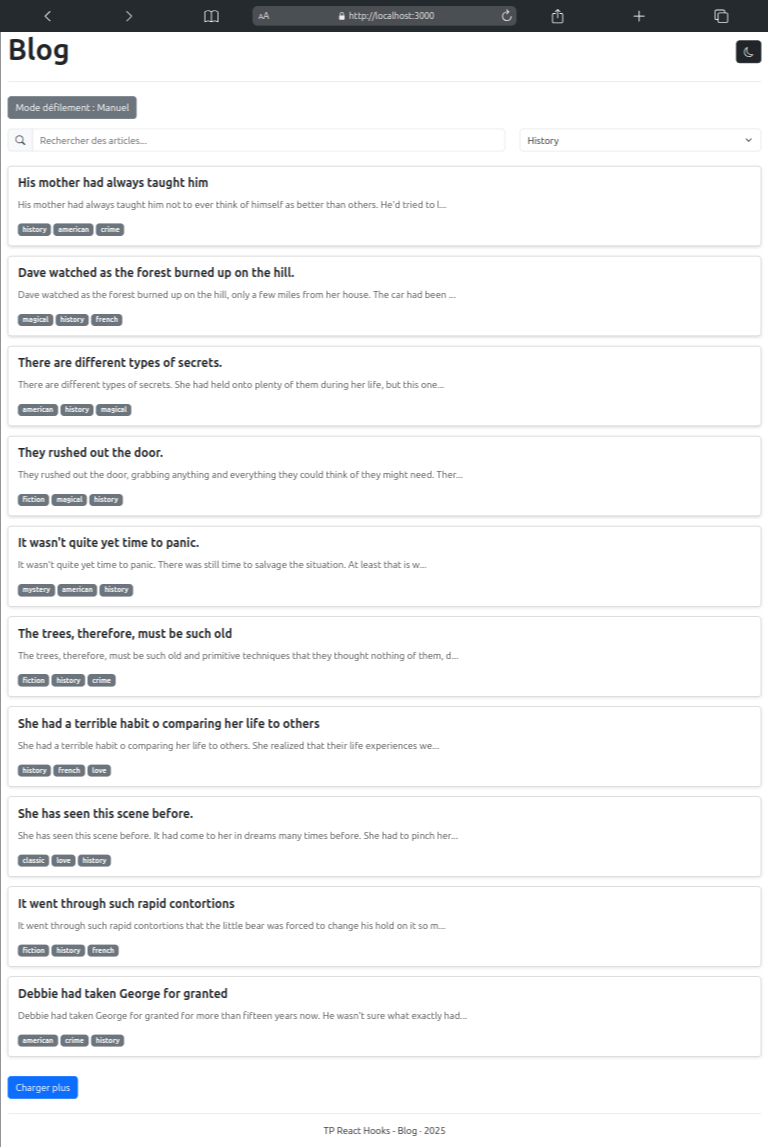 AA http://localhost:3000
Blog
Mode défilement : Manuel
Rechercher des articles...
History
His mother had always taught him
His mother had always taught him not to ever think of himself as better than others. He'd tried to l...
history american crime
Dave watched as the forest burned up on the hill.
Dave watched as the forest burned up on the hill, only a few miles from her house. The car had been ...
magical history french
There are different types of secrets.
There are different types of secrets. She had held onto plenty of them during her life, but this one...
american history magical
They rushed out the door.
They rushed out the door, grabbing anything and everything they could think of they might need. Ther...
fiction magical history
It wasn't quite yet time to panic.
It wasn't quite yet time to panic. There was still time to salvage the situation. At least that is w...
mystery american history
The trees, therefore, must be such old
The trees, therefore, must be such old and primitive techniques that they thought nothing of them, d...
fiction history crime
She had a terrible habit o comparing her life to others
She had a terrible habit o comparing her life to others. She realized that their life experiences we...
history french love
She has seen this scene before.
She has seen this scene before. It had come to her in dreams many times before. She had to pinch her...
classic love history
It went through such rapid contortions
It went through such rapid contortions that the little bear was forced to change his hold on it so m...
fiction history french
Debbie had taken George for granted
Debbie had taken George for granted for more than fifteen years now. He wasn't sure what exactly had...
american crime history
Charger plus
TP React Hooks - Blog - 2025